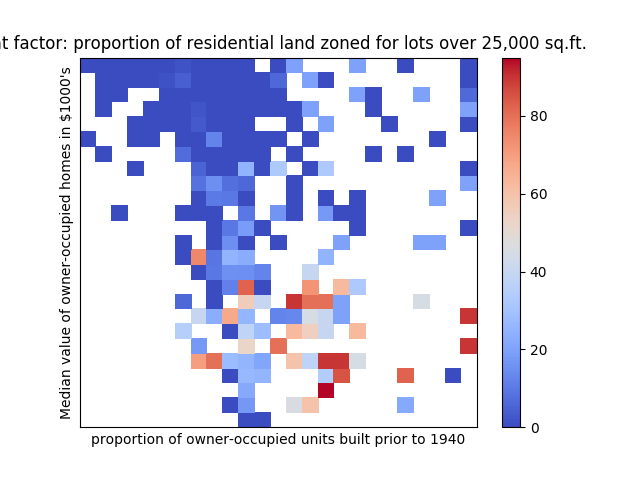 t factor: proportion of residential land zoned for lots over 25,000 sq.ft.
Median value of owner-occupied homes in $1000's
proportion of owner-occupied units built prior to 1940
80
60
40
20
0